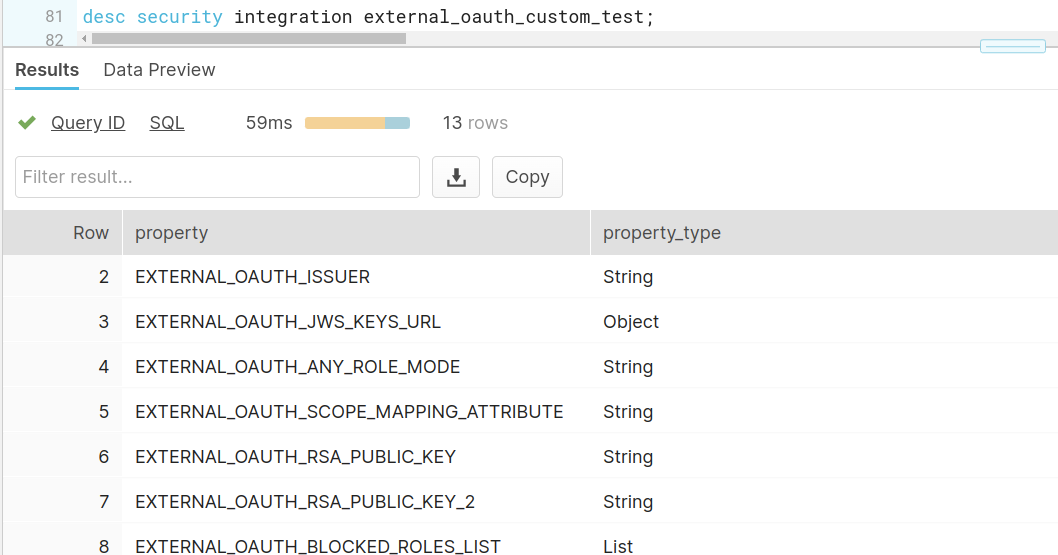 81 desc security integration external_oauth_custom_test;
82
Results Data Preview
Query ID SQL 59ms 13 rows
Filter result... Copy
Row property property_type
2 EXTERNAL_OAUTH_ISSUER String
3 EXTERNAL_OAUTH_JWS_KEYS_URL Object
4 EXTERNAL_OAUTH_ANY_ROLE_MODE String
5 EXTERNAL_OAUTH_SCOPE_MAPPING_ATTRIBUTE String
6 EXTERNAL_OAUTH_RSA_PUBLIC_KEY String
7 EXTERNAL_OAUTH_RSA_PUBLIC_KEY_2 String
8 EXTERNAL_OAUTH_BLOCKED_ROLES_LIST List